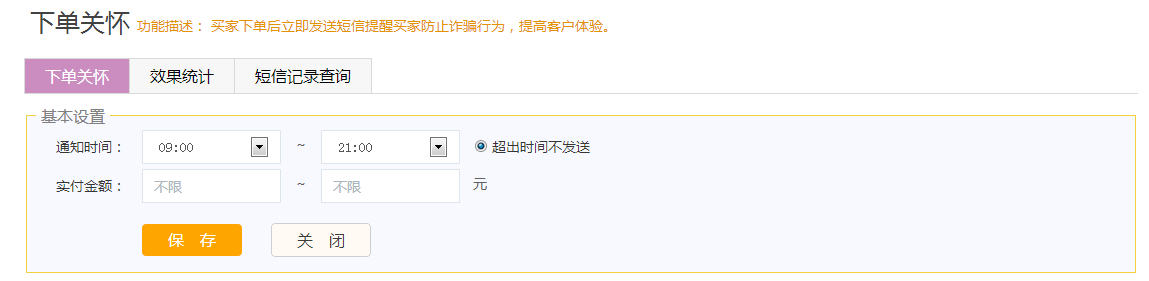 下单关怀 功能描述： 买家下单后立即发送短信提醒买家防止诈骗行为，提高客户体验。
下单关怀 效果统计 短信记录查询
基本设置
通知时间： 09:00 ~ 21:00 超出时间不发送
实付金额： 不限 ~ 不限 元
保 存 关 闭